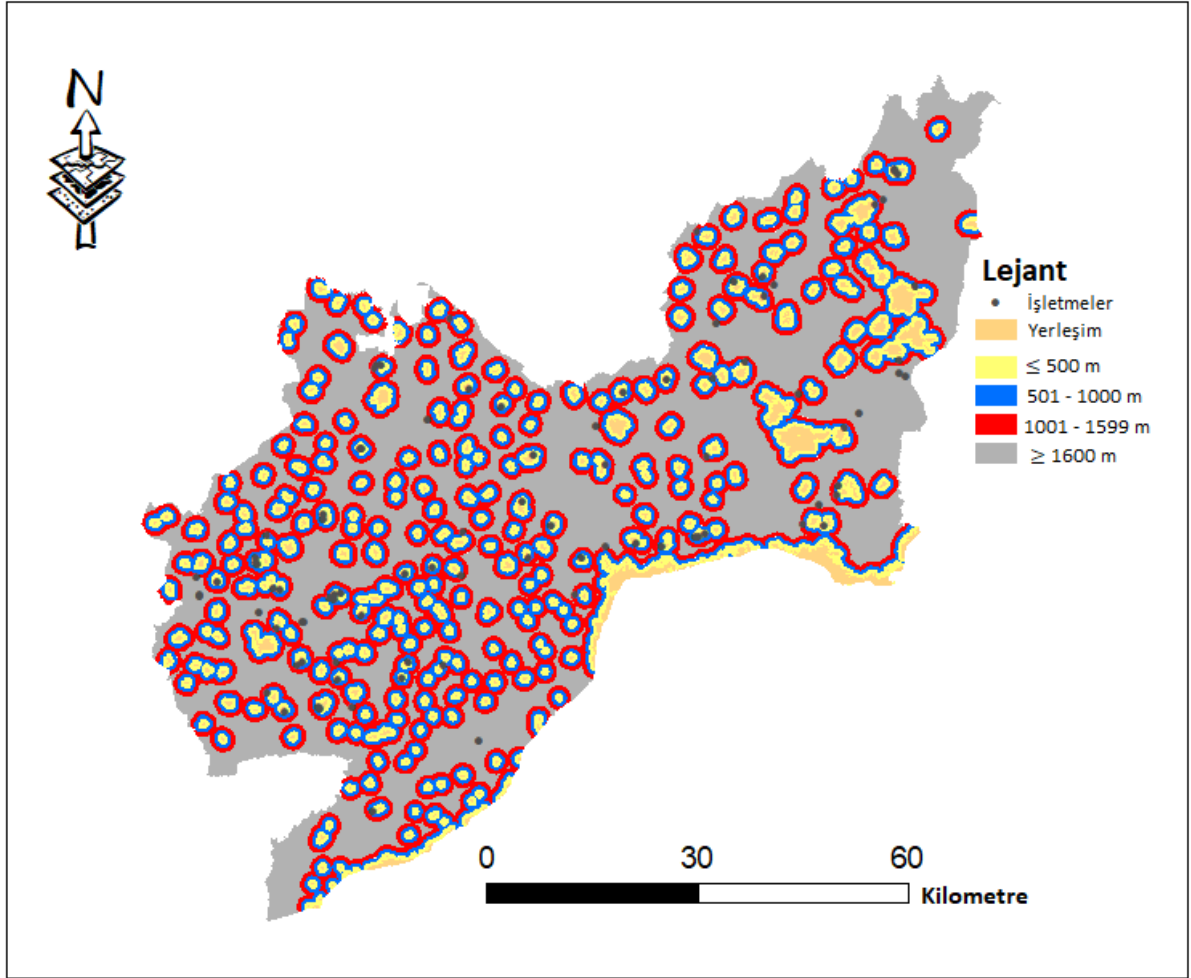 N
Lejant
İşletmeler
Yerleşim
≤ 500 m
501 - 1000 m
1001 - 1599 m
≥ 1600 m
0 30 60
Kilometre